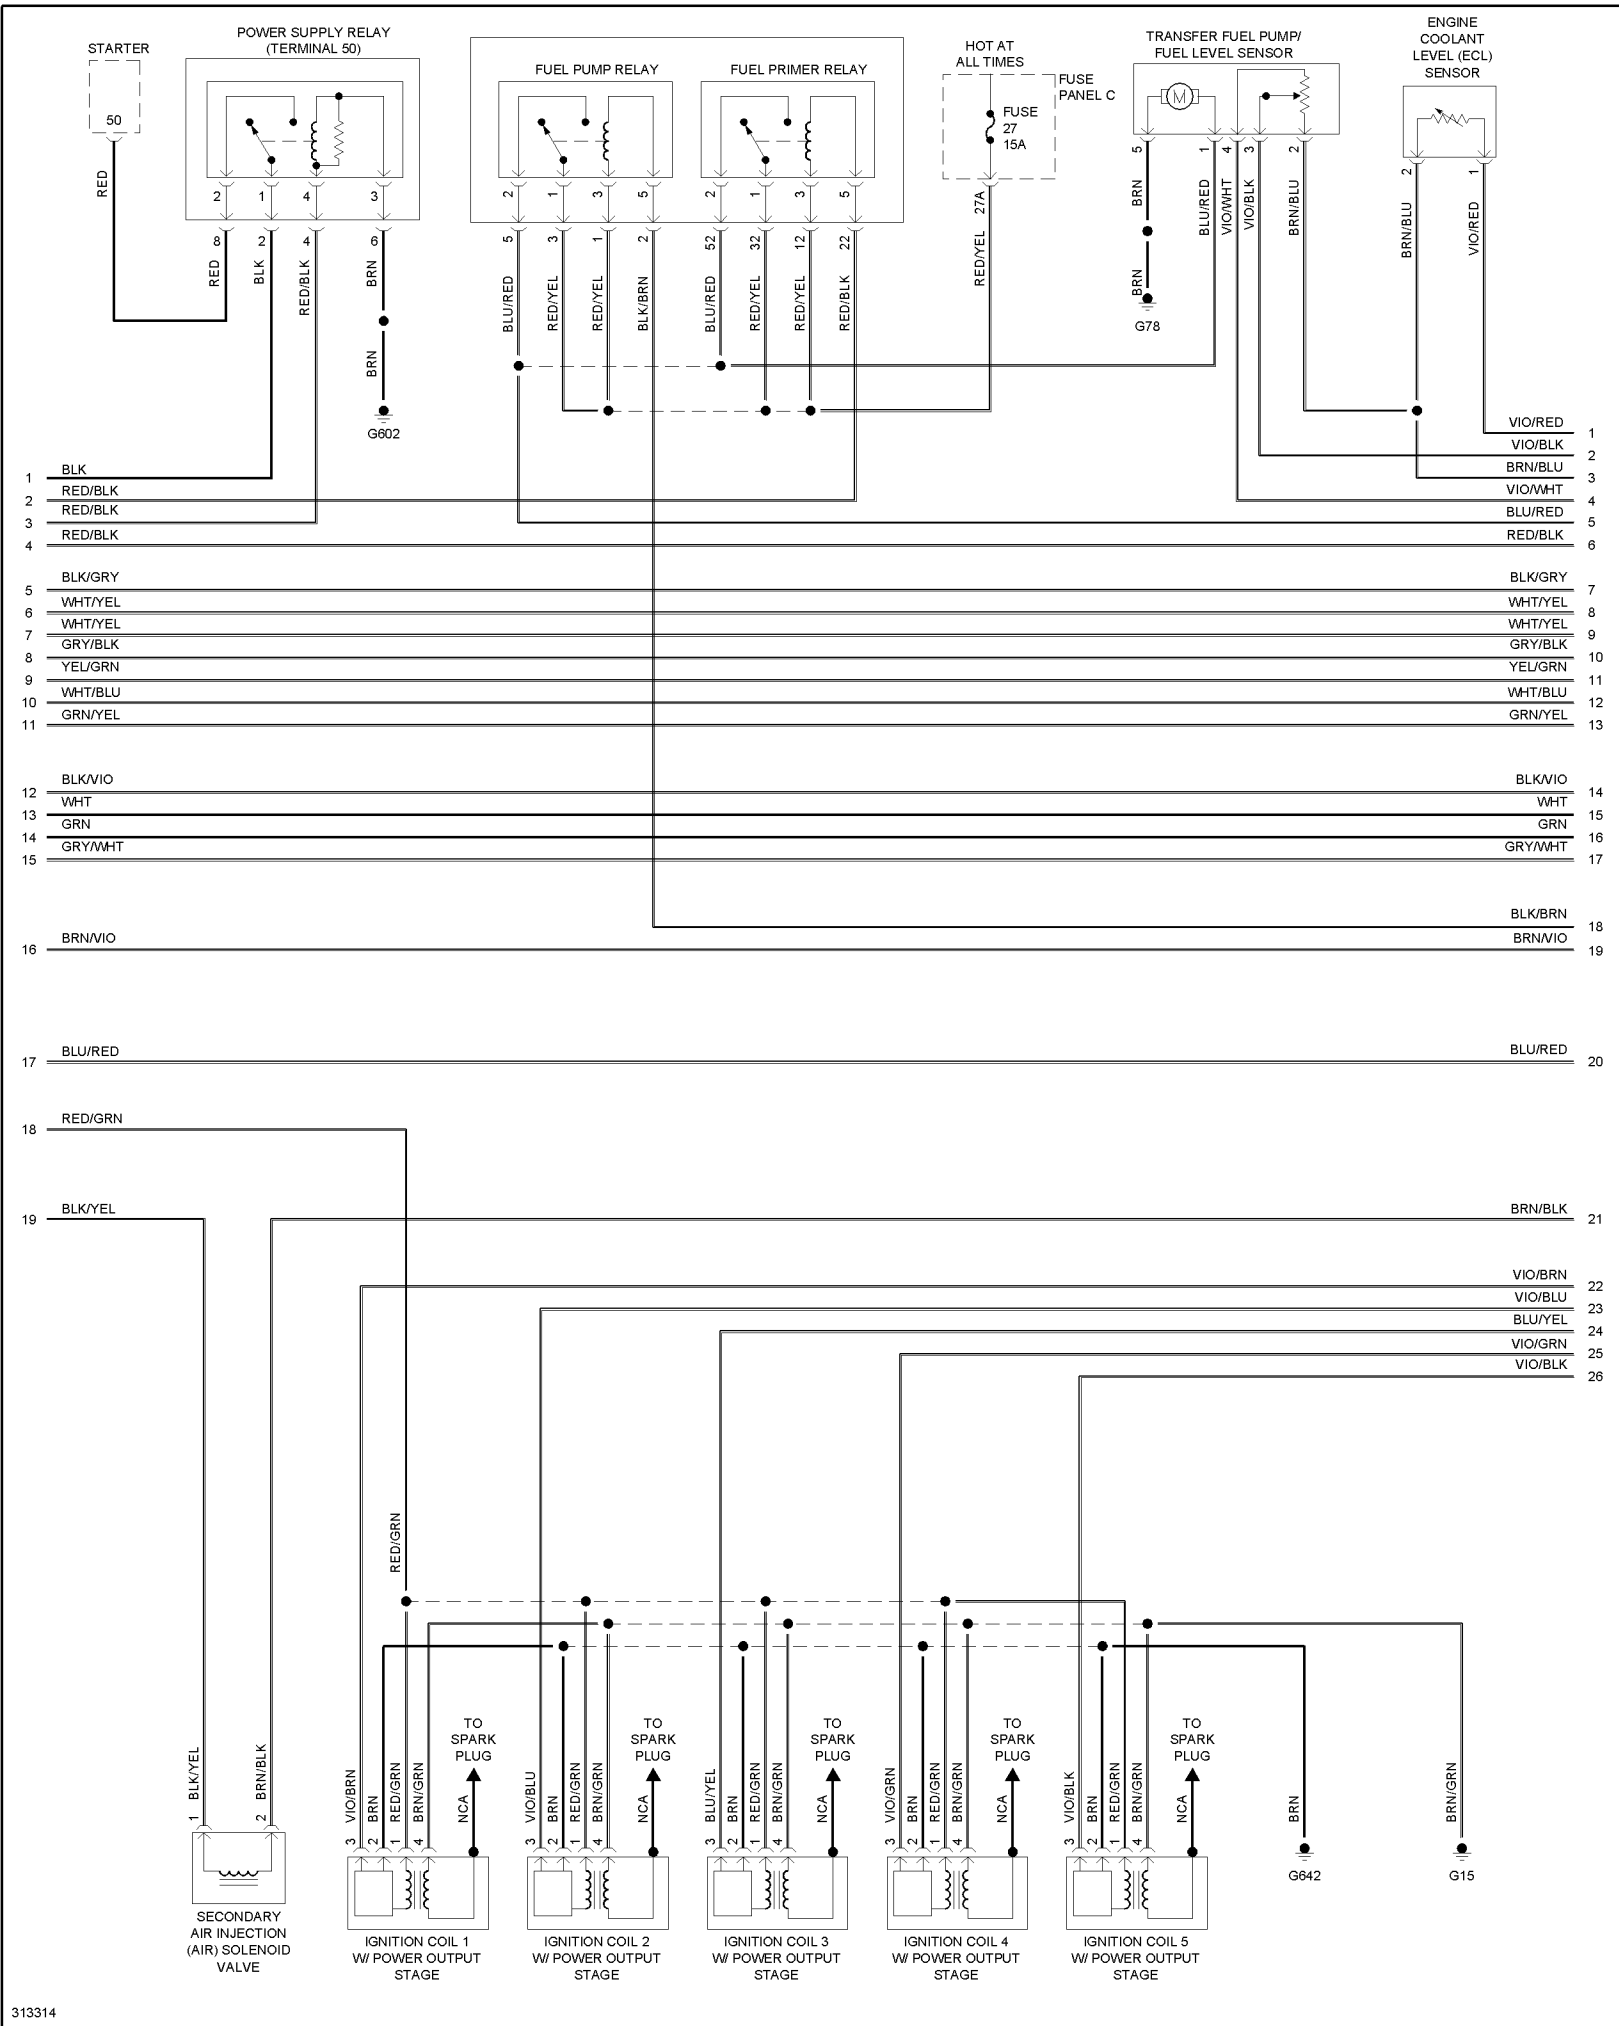 STARTER
50
RED
POWER SUPPLY RELAY
(TERMINAL 50)
2 1 4 3
8 2 4 6
RED
BLK
RED/BLK
BRN
BRN
G602
FUEL PUMP RELAY
2 1 3 5
5 3 1 2
BLU/RED
RED/YEL
RED/YEL
BLK/BRN
FUEL PRIMER RELAY
2 1 3 5
52 32 12 22
BLU/RED
RED/YEL
RED/YEL
RED/BLK
HOT AT
ALL TIMES
FUSE
PANEL C
FUSE
27
15A
27A
RED/YEL
TRANSFER FUEL PUMP/
FUEL LEVEL SENSOR
M
5 1 4 3 2
BRN
BLU/RED
VIO/WHT
VIO/BLK
BRN/BLU
BRN
G78
ENGINE
COOLANT
LEVEL (ECL)
SENSOR
2 1
BRN/BLU
VIO/RED
1 BLK
2 RED/BLK
3 RED/BLK
4 RED/BLK
5 BLK/GRY
6 WHT/YEL
7 WHT/YEL
8 GRY/BLK
9 YEL/GRN
10 WHT/BLU
11 GRN/YEL
12 BLK/VIO
13 WHT
14 GRN
15 GRY/WHT
16 BRN/VIO
17 BLU/RED
18 RED/GRN
19 BLK/YEL
VIO/RED 1
VIO/BLK 2
BRN/BLU 3
VIO/WHT 4
BLU/RED 5
RED/BLK 6
BLK/GRY 7
WHT/YEL 8
WHT/YEL 9
GRY/BLK 10
YEL/GRN 11
WHT/BLU 12
GRN/YEL 13
BLK/VIO 14
WHT 15
GRN 16
GRY/WHT 17
BLK/BRN 18
BRN/VIO 19
BLU/RED 20
BRN/BLK 21
VIO/BRN 22
VIO/BLU 23
BLU/YEL 24
VIO/GRN 25
VIO/BLK 26
RED/GRN
1 BLK/YEL
2 BRN/BLK
SECONDARY
AIR INJECTION
(AIR) SOLENOID
VALVE
3 VIO/BRN
2 BRN
1 RED/GRN
4 BRN/GRN
NCA
TO
SPARK
PLUG
IGNITION COIL 1
W/ POWER OUTPUT
STAGE
3 VIO/BLU
2 BRN
1 RED/GRN
4 BRN/GRN
NCA
TO
SPARK
PLUG
IGNITION COIL 2
W/ POWER OUTPUT
STAGE
3 BLU/YEL
2 BRN
1 RED/GRN
4 BRN/GRN
NCA
TO
SPARK
PLUG
IGNITION COIL 3
W/ POWER OUTPUT
STAGE
3 VIO/GRN
2 BRN
1 RED/GRN
4 BRN/GRN
NCA
TO
SPARK
PLUG
IGNITION COIL 4
W/ POWER OUTPUT
STAGE
3 VIO/BLK
2 BRN
1 RED/GRN
4 BRN/GRN
NCA
TO
SPARK
PLUG
IGNITION COIL 5
W/ POWER OUTPUT
STAGE
BRN
G642
BRN/GRN
G15
313314